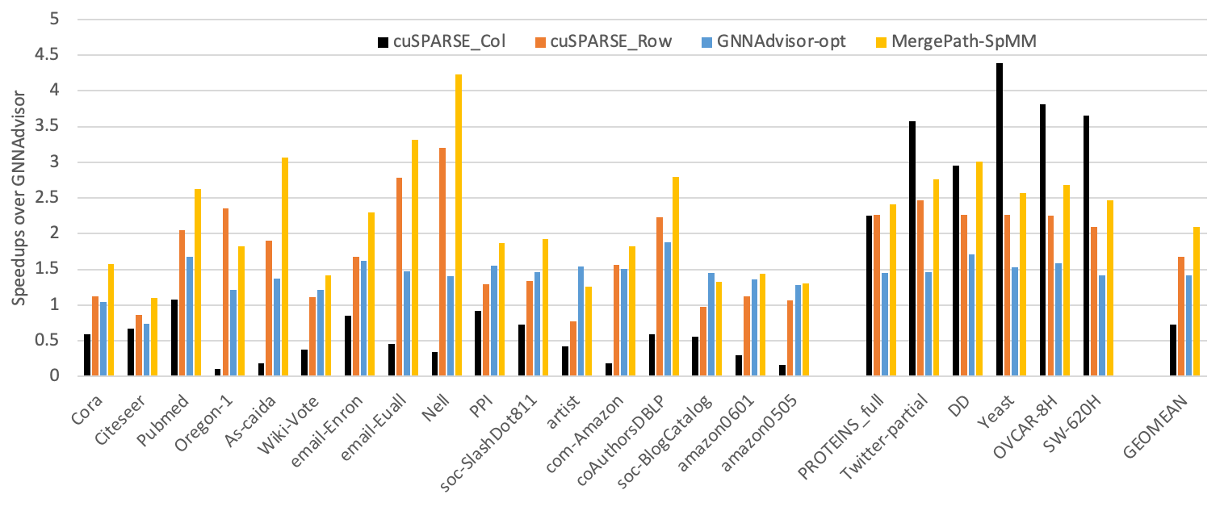 5
4.5
4
3.5
3
2.5
2
1.5
1
0.5
0
Speedups over GNNAdvisor
cuSPARSE_Col cuSPARSE_Row GNNAdvisor-opt MergePath-SpMM
Cora
Citeseer
Pubmed
Oregon-1
As-caida
Wiki-Vote
email-Enron
email-Euall
Nell
PPI
soc-SlashDot811
artist
com-Amazon
coAuthorsDBLP
soc-BlogCatalog
amazon0601
amazon0505
PROTEINS_full
Twitter-partial
DD
Yeast
OVCAR-8H
SW-620H
GEOMEAN